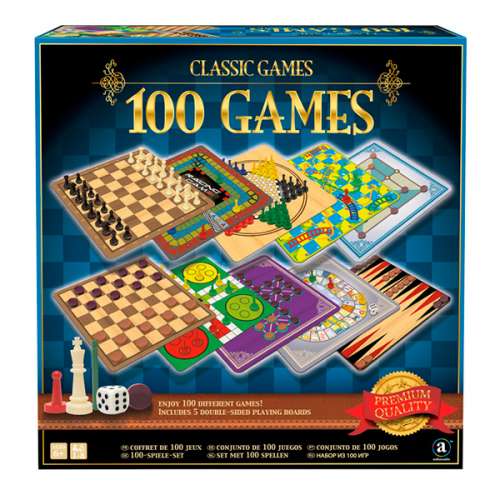 CLASSIC GAMES
100 GAMES
ENJOY 100 DIFFERENT GAMES!
INCLUDES 5 DOUBLE-SIDED PLAYING BOARDS
PREMIUM
QUALITY
COFFRET DE 100 JEUX
CONJUNTO DE 100 JUEGOS
CONJUNTO DE 100 JOGOS
100-SPIELE-SET
SET MET 100 SPELLEN
НАБОР ИЗ 100 ИГР
a